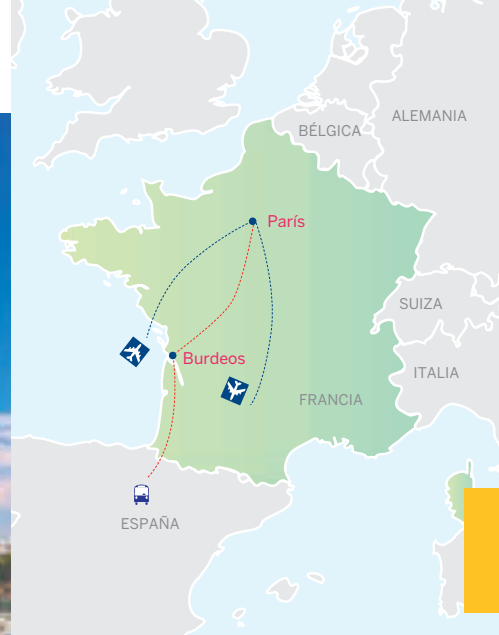 ALEMANIA
BÉLGICA
París
SUIZA
Burdeos
ITALIA
FRANCIA
ESPAÑA